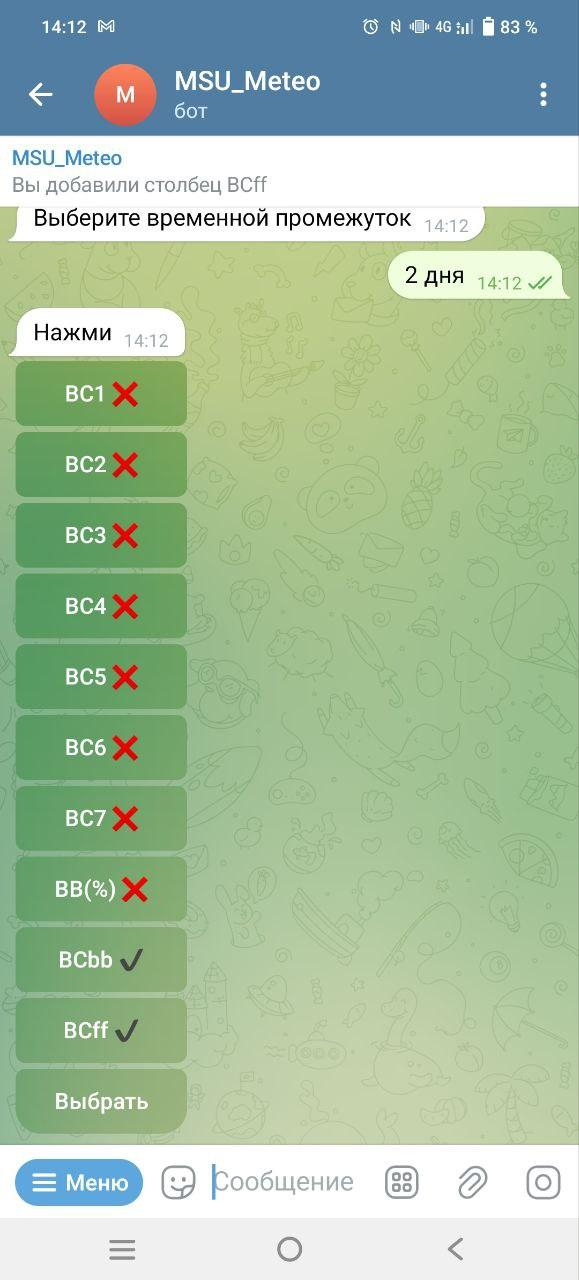 14:12
4G
83 %
M
MSU_Meteo
бот
MSU_Meteo
Вы добавили столбец BCff
Выберите временной промежуток 14:12
2 дня 14:12
Нажми 14:12
BC1
BC2
BC3
BC4
BC5
BC6
BC7
BB(%)
BCbb
BCff
Выбрать
Меню
Сообщение